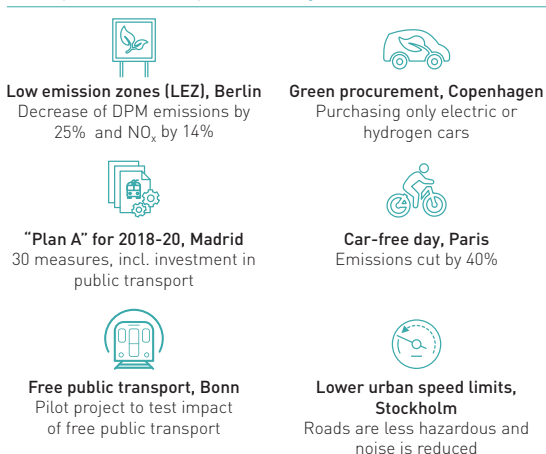 Low emission zones (LEZ), Berlin
Decrease of DPM emissions by
25% and NOx by 14%
Green procurement, Copenhagen
Purchasing only electric or
hydrogen cars
“Plan A” for 2018-20, Madrid
30 measures, incl. investment in
public transport
Car-free day, Paris
Emissions cut by 40%
Free public transport, Bonn
Pilot project to test impact
of free public transport
Lower urban speed limits,
Stockholm
Roads are less hazardous and
noise is reduced